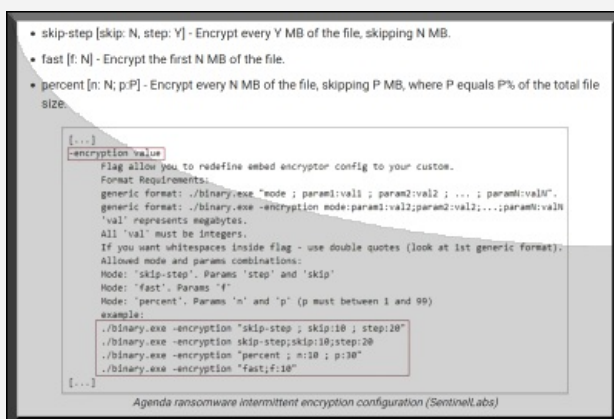 • skip-step [skip: N, step: Y] - Encrypt every Y MB of the file, skipping N MB.
• fast [f: N] - Encrypt the first N MB of the file.
• percent [n: N; p:P] - Encrypt every N MB of the file, skipping P MB, where P equals P% of the total file
size.
[...]
-encryption value
Flag allow you to redefine embed encryptor config to your custom.
Format Requirements:
generic format: ./binary.exe "mode ; param1:val1 ; param2:val2 ; ... ; paramN:valN".
generic format: ./binary.exe -encryption mode:param1:val2;param2:val2;...;paramN:valN
'val' represents megabytes.
All 'val' must be integers.
If you want whitespaces inside flag - use double quotes (look at 1st generic format).
Allowed mode and params combinations:
Mode: 'skip-step'. Params 'step' and 'skip'
Mode: 'fast'. Params 'f'
Mode: 'percent'. Params 'n' and 'p' (p must between 1 and 99)
example:
./binary.exe -encryption "skip-step ; skip:10 ; step:20"
./binary.exe -encryption skip-step;skip:10;step:20
./binary.exe -encryption "percent ; n:10 ; p:30"
./binary.exe -encryption "fast;f:10"
[...]
Agenda ransomware intermittent encryption configuration (SentinelLabs)